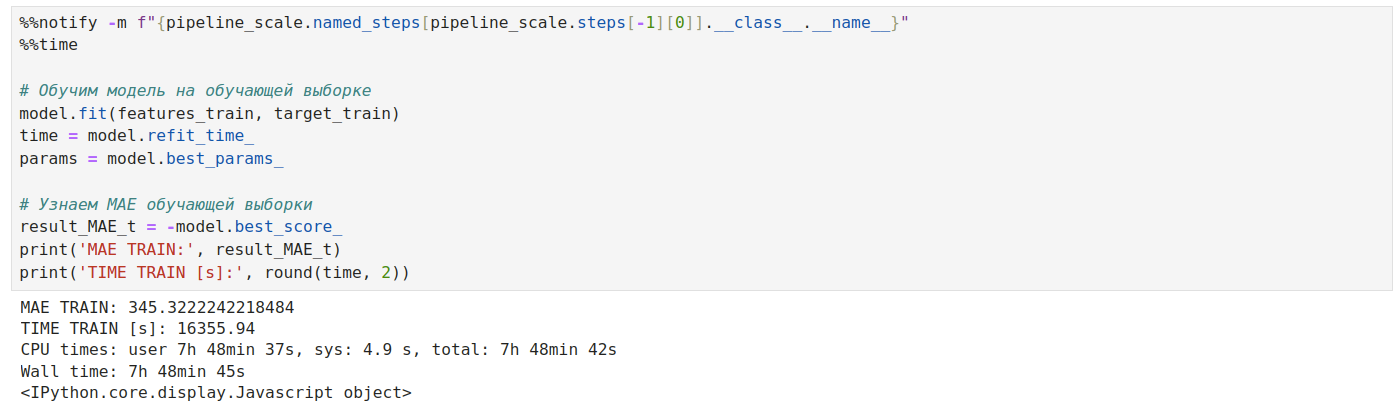 %%notify -m f"{pipeline_scale.named_steps[pipeline_scale.steps[-1][0]].__class__.__name__}"
%%time
# Обучим модель на обучающей выборке
model.fit(features_train, target_train)
time = model.refit_time_
params = model.best_params_
# Узнаем MAE обучающей выборки
result_MAE_t = -model.best_score_
print('MAE TRAIN:', result_MAE_t)
print('TIME TRAIN [s]:', round(time, 2))
MAE TRAIN: 345.3222242218484
TIME TRAIN [s]: 16355.94
CPU times: user 7h 48min 37s, sys: 4.9 s, total: 7h 48min 42s
Wall time: 7h 48min 45s
<IPython.core.display.Javascript object>